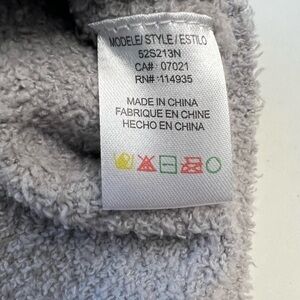 MODELE/ STYLE / ESTILO
52S213N
CA# : 07021
RN# : 114935
MADE IN CHINA
FABRIQUE EN CHINE
HECHO EN CHINA